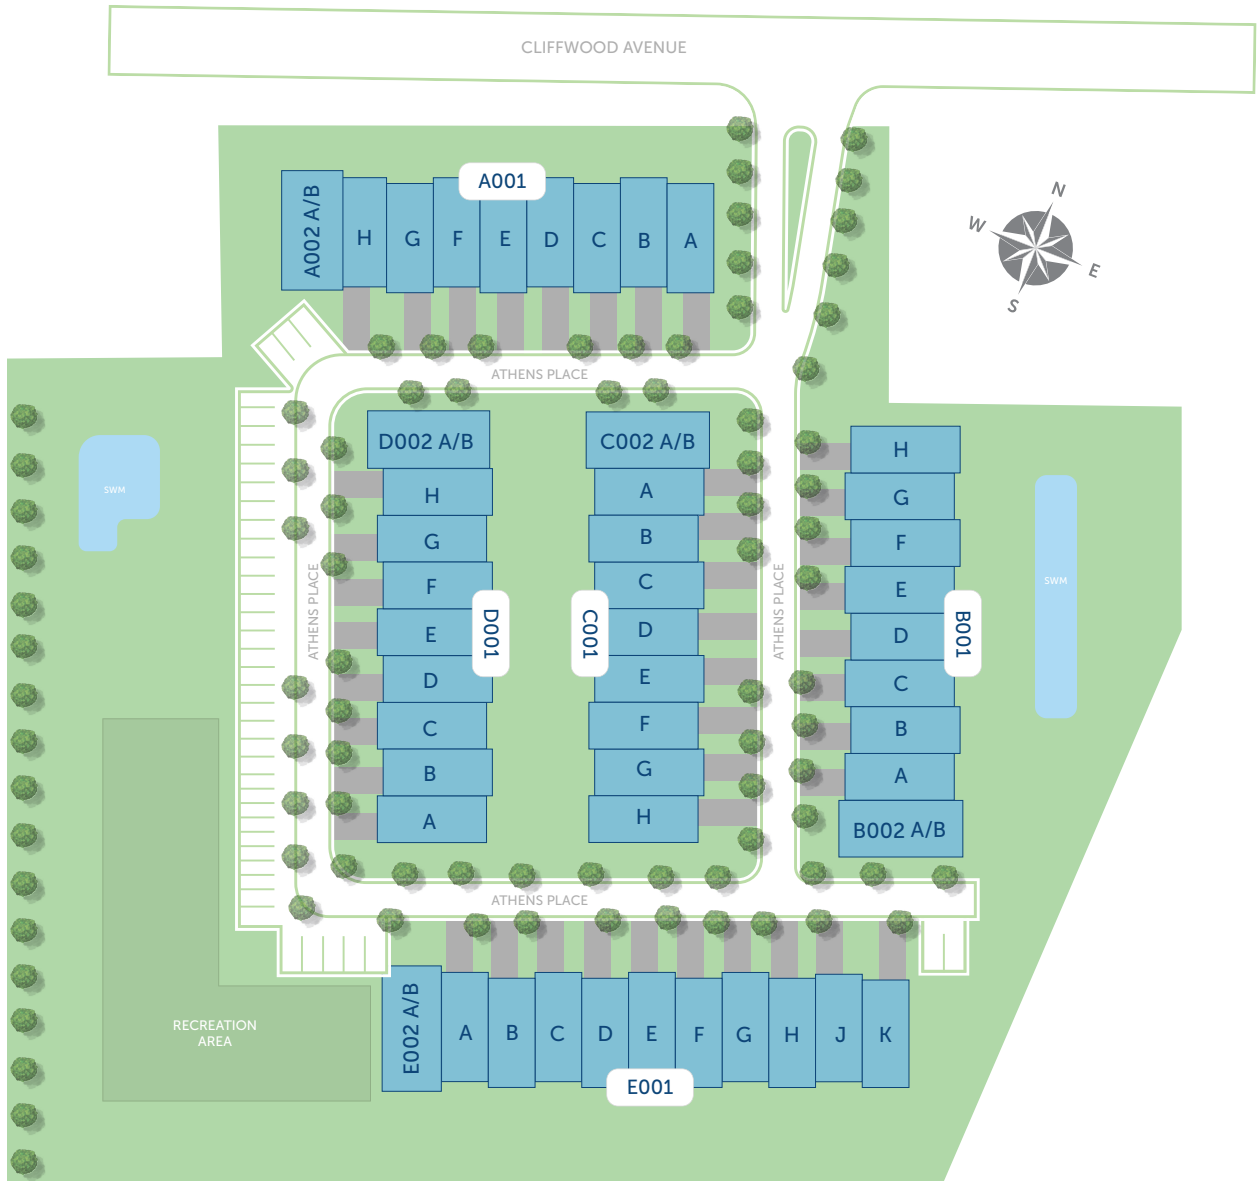 CLIFFWOOD AVENUE
N
W
E
S
A001
A002 A/B
H
G
F
E
D
C
B
A
ATHENS PLACE
D002 A/B
H
G
F
E
D
C
B
A
D001
C002 A/B
A
B
C
D
E
F
G
H
C001
H
G
F
E
D
C
B
A
B002 A/B
B001
SWM
SWM
ATHENS PLACE
ATHENS PLACE
ATHENS PLACE
E002 A/B
A
B
C
D
E
F
G
H
J
K
E001
RECREATION
AREA